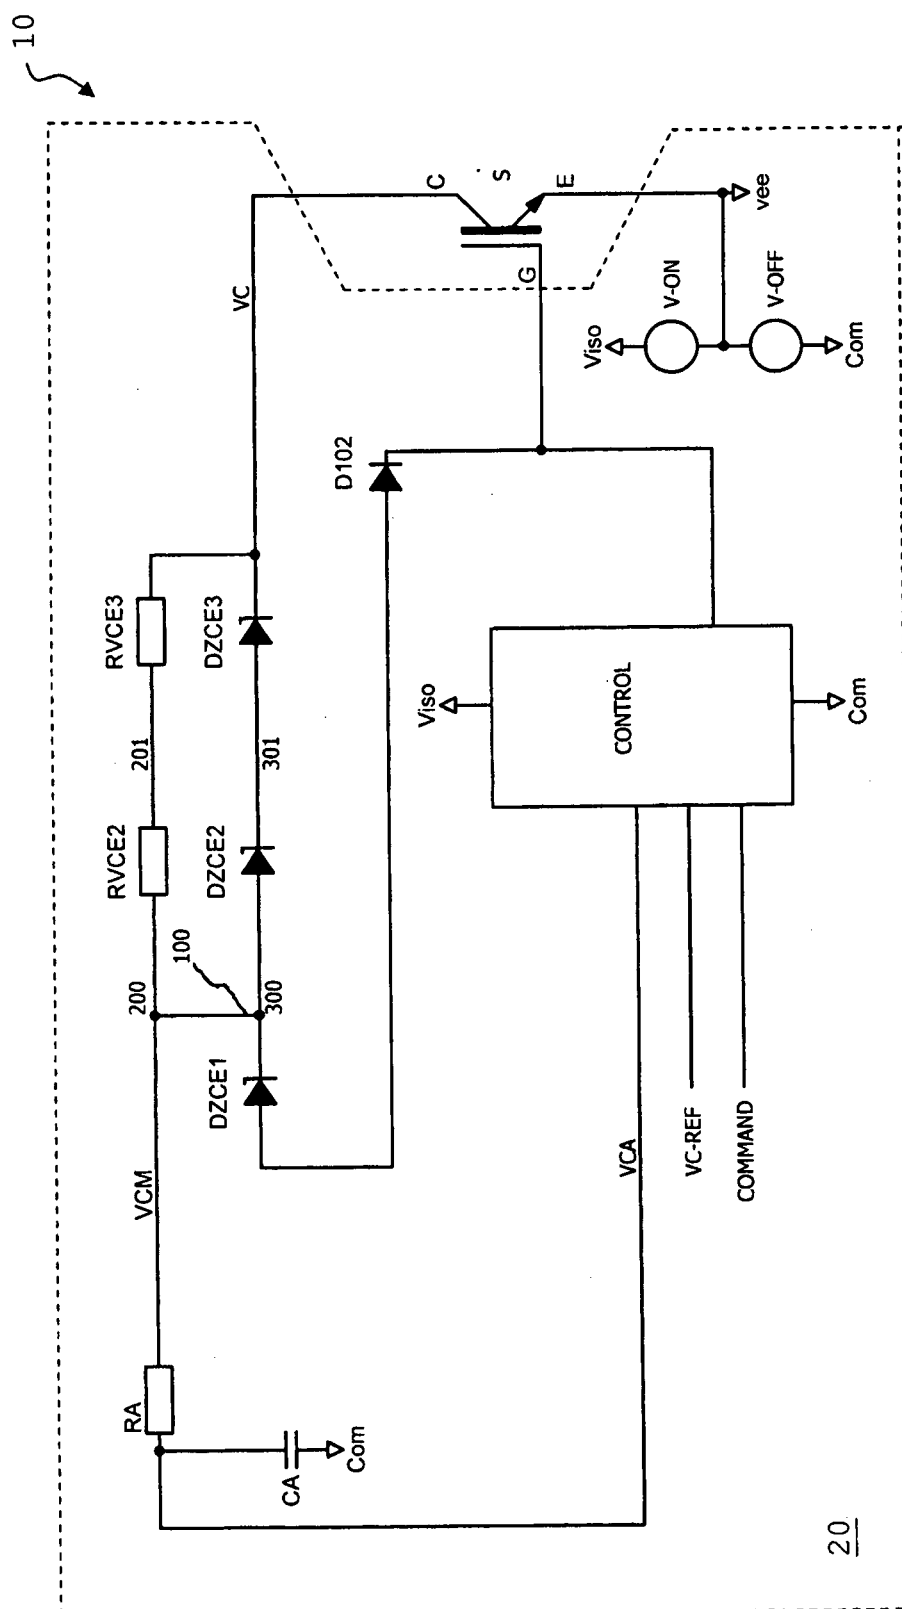 10
RVCE3
RVCE2
201
200
VCM
RA
VC
DZCE3
DZCE2
301
100
300
DZCE1
CA
Com
D102
C
S
E
G
vee
V-ON
V-OFF
Viso
Com
Viso
CONTROL
Com
VCA
VC-REF
COMMAND
20